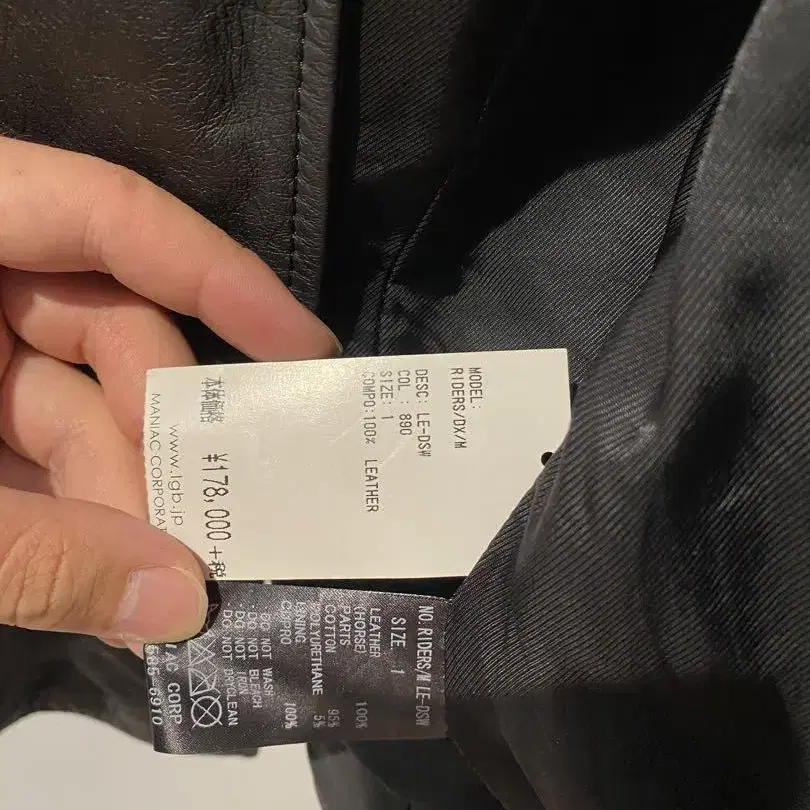 MODEL:
RIDERS/DX/M
DESC: LE-DSW
COL : 890
SIZE: 1
COMPO:100% LEATHER
本体価格 ¥178,000+税
www.lgb.jp
MANIAC CORPORAT
NO.RIDERS/M LE-DSW
SIZE 1
LEATHER 100%
(HORSE)
PARTS
COTTON 95%
POLYURETHANE 5%
LINING
CUPRO 100%
DO NOT WASH
DO NOT BLEACH
DO NOT IRON
DO NOT DRYCLEAN
IAC CORP
6910